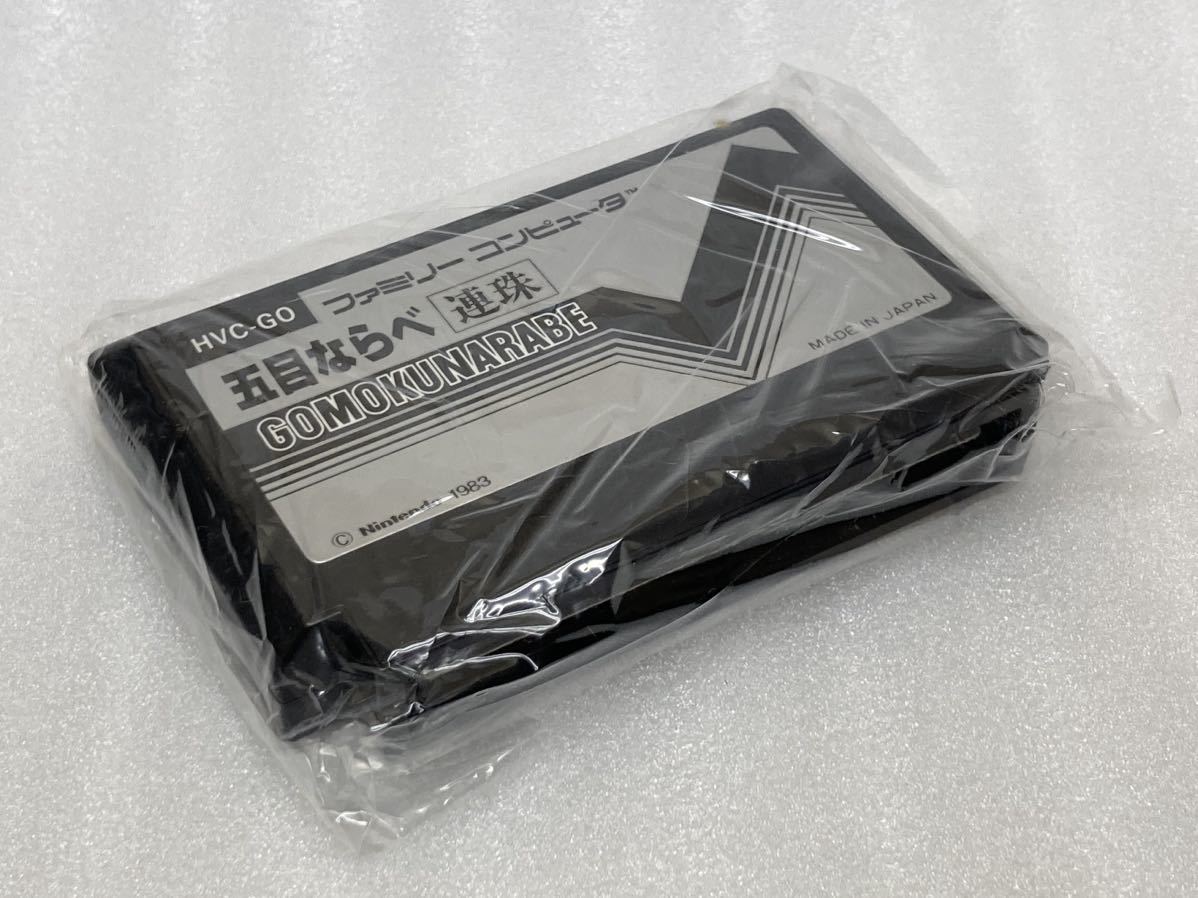 HVC-GO
ファミリー コンピュータ™
五目ならべ 連珠
GOMOKUNARABE
MADE IN JAPAN
© Nintendo 1983